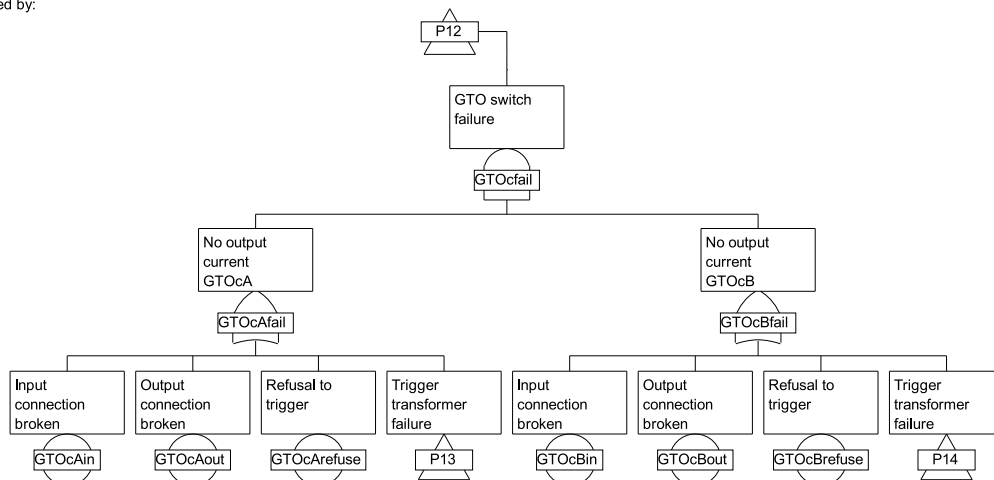 ed by:
P12
GTO switch
failure
GTOcfail
No output
current
GTOcA
No output
current
GTOcB
GTOcAfail
GTOcBfail
Input
connection
broken
Output
connection
broken
Refusal to
trigger
Trigger
transformer
failure
Input
connection
broken
Output
connection
broken
Refusal to
trigger
Trigger
transformer
failure
GTOcAin
GTOcAout
GTOcArefuse
P13
GTOcBin
GTOcBout
GTOcBrefuse
P14